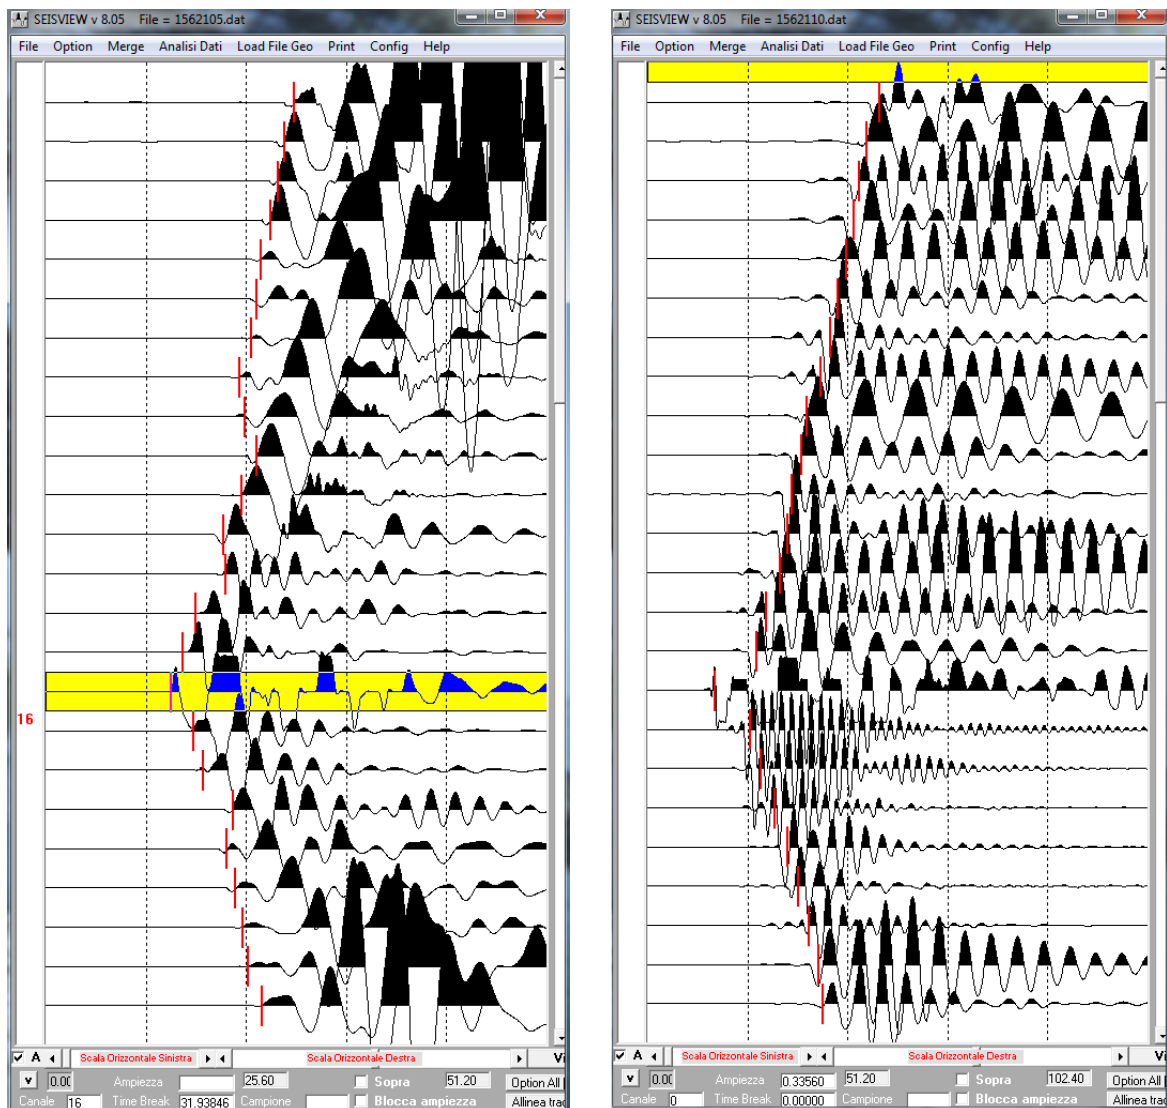 SEISVIEW v 8.05 File = 1562105.dat
File Option Merge Analisi Dati Load File Geo Print Config Help
16
A Scala Orizzontale Sinistra Scala Orizzontale Destra Vi
v 0.00 Ampiezza 25.60 Sopra 51.20 Option All
Canale 16 Time Break 31.93846 Campione Blocca ampiezza Allinea trac
SEISVIEW v 8.05 File = 1562110.dat
File Option Merge Analisi Dati Load File Geo Print Config Help
A Scala Orizzontale Sinistra Scala Orizzontale Destra Vi
v 0.00 Ampiezza 0.33560 51.20 Sopra 102.40 Option All
Canale 0 Time Break 0.00000 Campione Blocca ampiezza Allinea trac